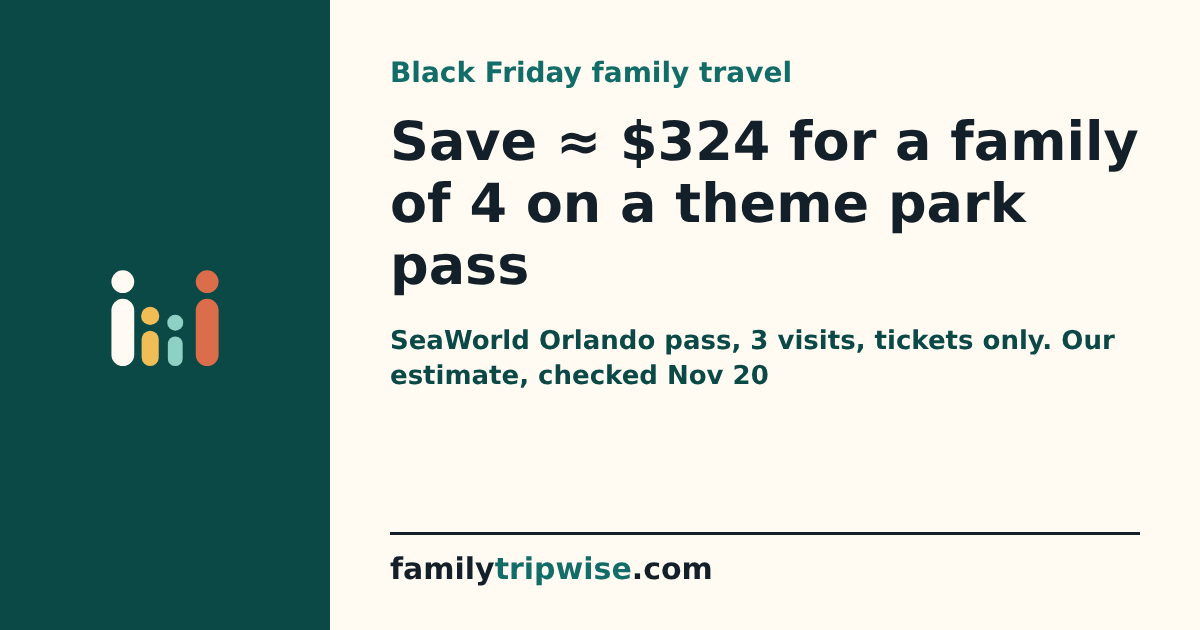 Black Friday family travel
Save ≈ $324 for a family
of 4 on a theme park
pass
SeaWorld Orlando pass, 3 visits, tickets only. Our
estimate, checked Nov 20
familytripwise.com